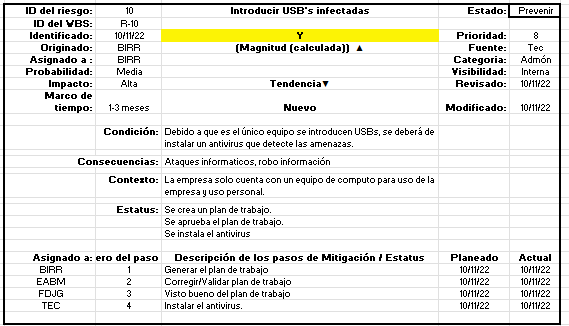 ID del riesgo: 10 Introducir USB's infectadas Estado: Prevenir
ID del WBS: R-10
Identificado: 10/11/22 Y Prioridad: 8
Originado: BIRR (Magnitud (calculada)) ▲ Fuente: Tec
Asignado a : BIRR Categoria: Admón
Probabilidad: Media Visibilidad: Interna
Impacto: Alta Tendencia▼ Revisado: 10/11/22
Marco de
tiempo: 1-3 meses Nuevo Modificado: 10/11/22
Condición: Debido a que es el único equipo se introducen USBs, se deberá de
instalar un antivirus que detecte las amenazas.
Consecuencias: Ataques informaticos, robo información
Contexto: La empresa solo cuenta con un equipo de computo para uso de la
empresa y uso personal.
Estatus: Se crea un plan de trabajo.
Se aprueba el plan de trabajo.
Se instala el antivirus
Asignado a: ero del paso Descripción de los pasos de Mitigación / Estatus Planeado Actual
BIRR 1 Generar el plan de trabajo 10/11/22 10/11/22
EABM 2 Corregir/Validar plan de trabajo 10/11/22 10/11/22
FDJG 3 Visto bueno del plan de trabajo 10/11/22 10/11/22
TEC 4 Instalar el antivirus. 10/11/22 10/11/22